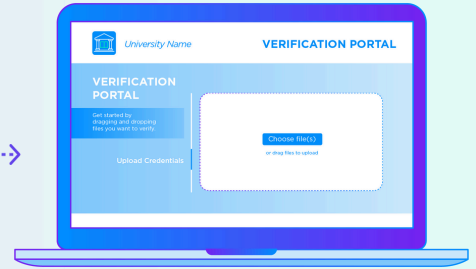 University Name
VERIFICATION PORTAL
VERIFICATION
PORTAL
Get started by
dragging and dropping
files you want to verify.
Upload Credentials
Choose file(s)
or drag files to upload